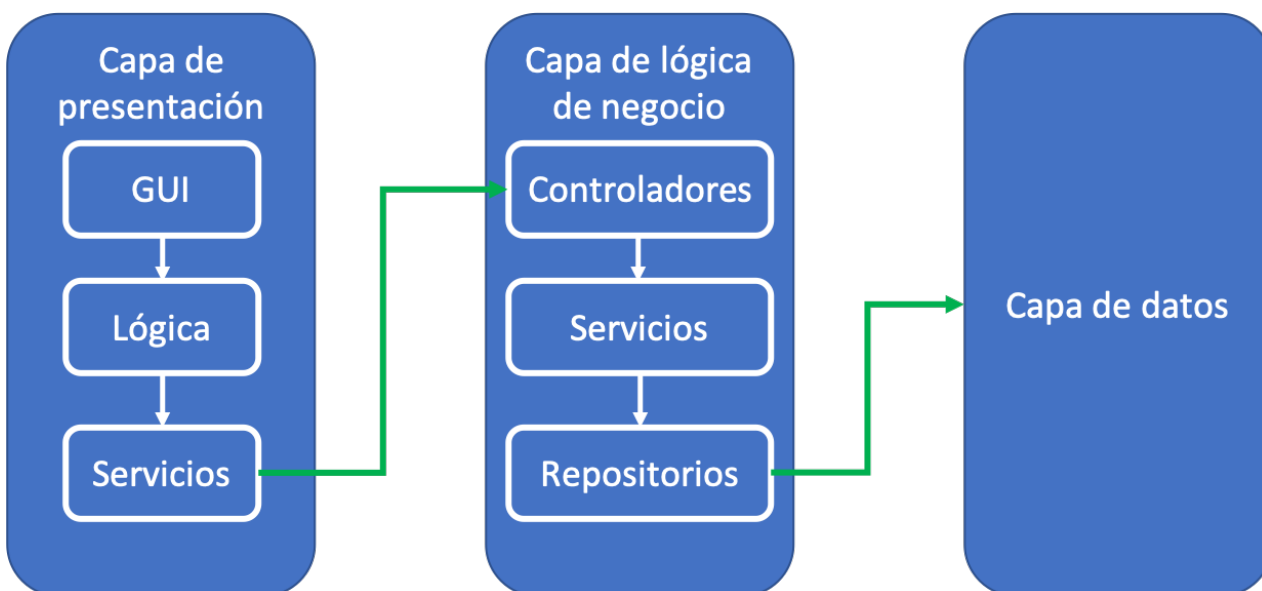 Capa de
presentación
GUI
Lógica
Servicios
Capa de lógica
de negocio
Controladores
Servicios
Repositorios
Capa de datos